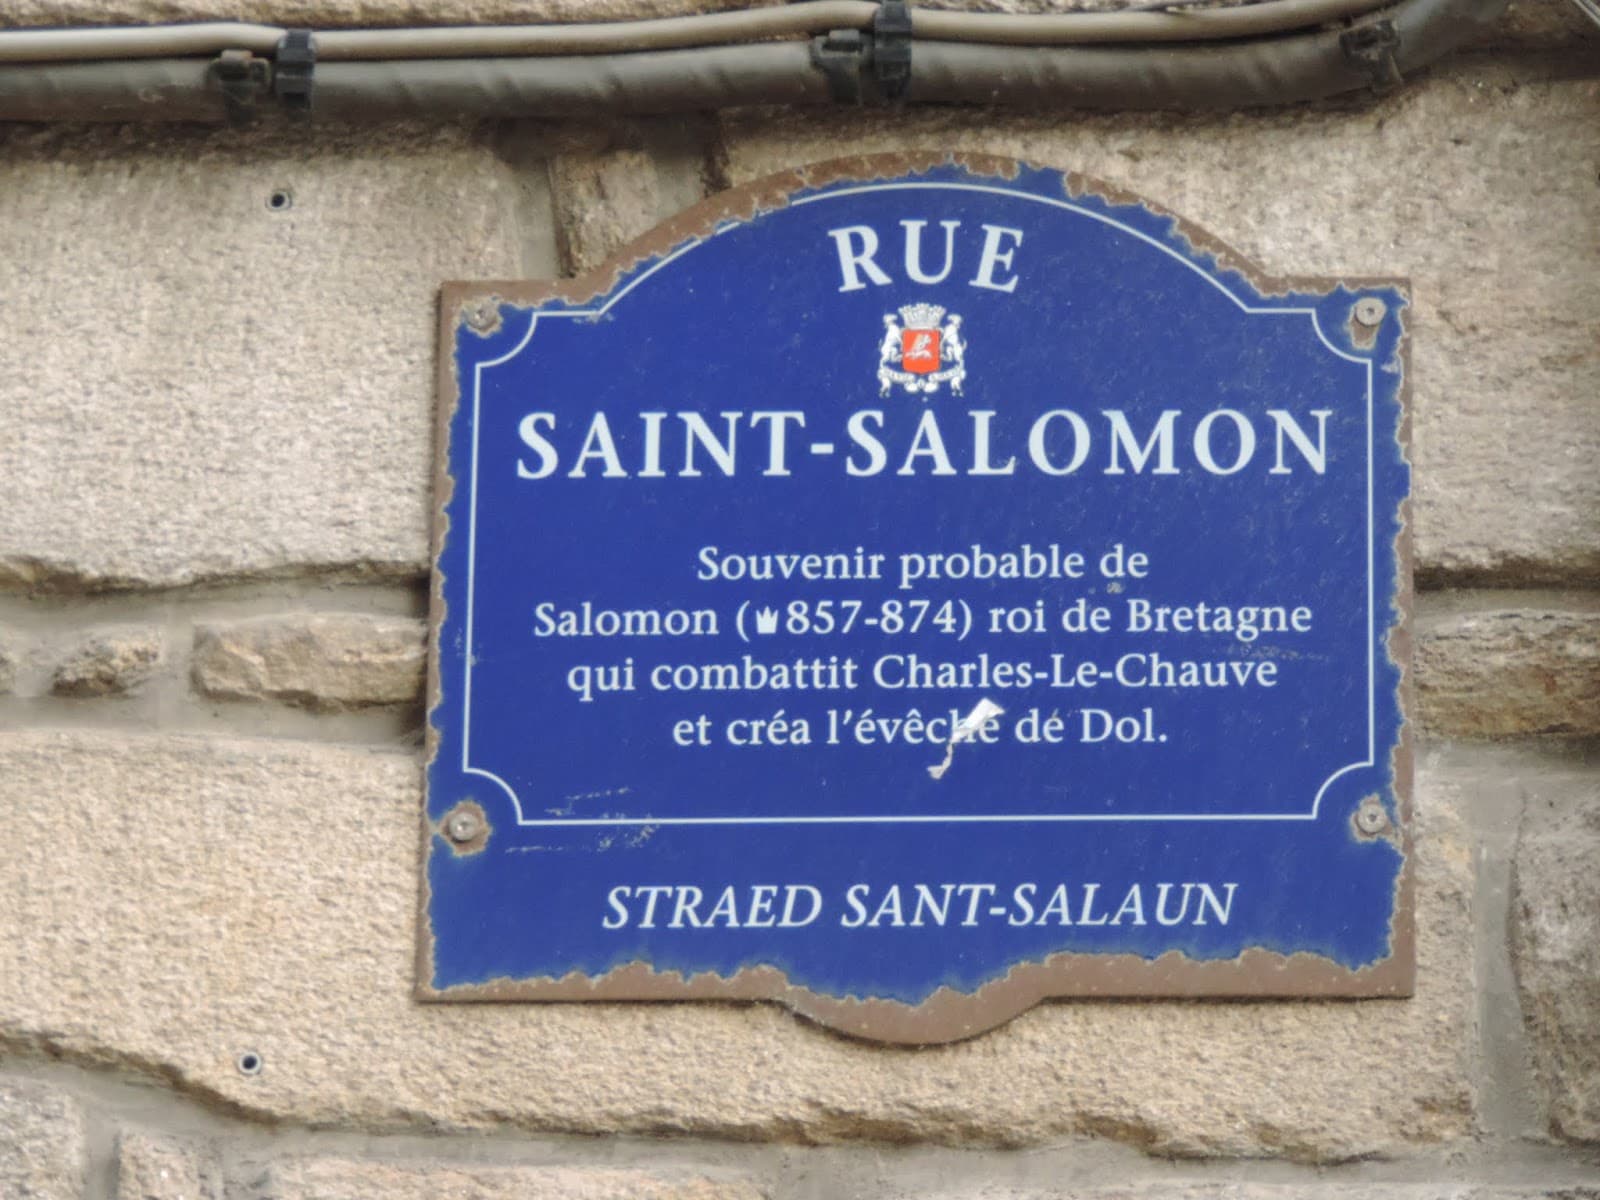 RUE
SAINT-SALOMON
Souvenir probable de
Salomon (857-874) roi de Bretagne
qui combattit Charles-Le-Chauve
et créa l'évêché de Dol.
STRAED SANT-SALAUN